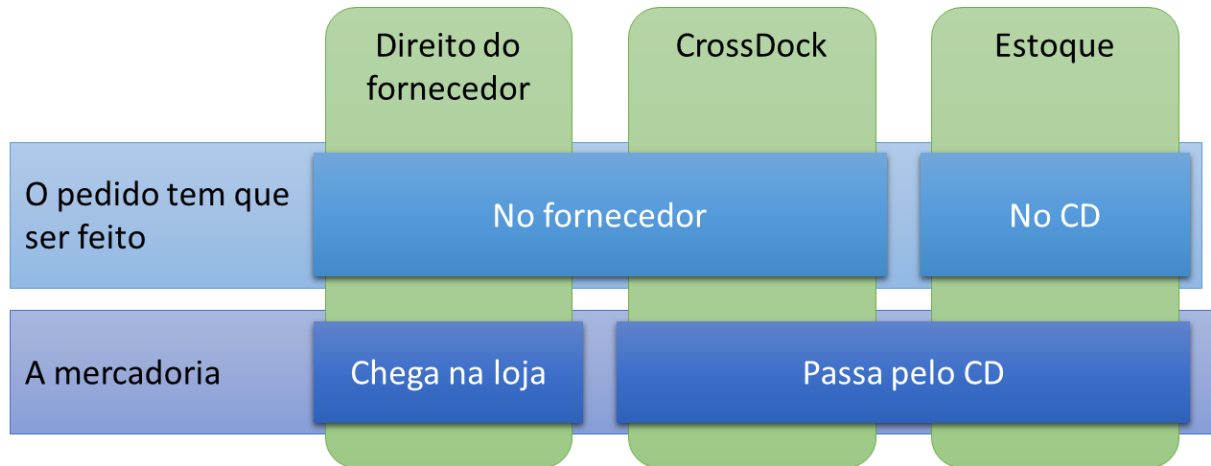 Direito do
fornecedor
CrossDock
Estoque
O pedido tem que
ser feito
No fornecedor
No CD
A mercadoria
Chega na loja
Passa pelo CD